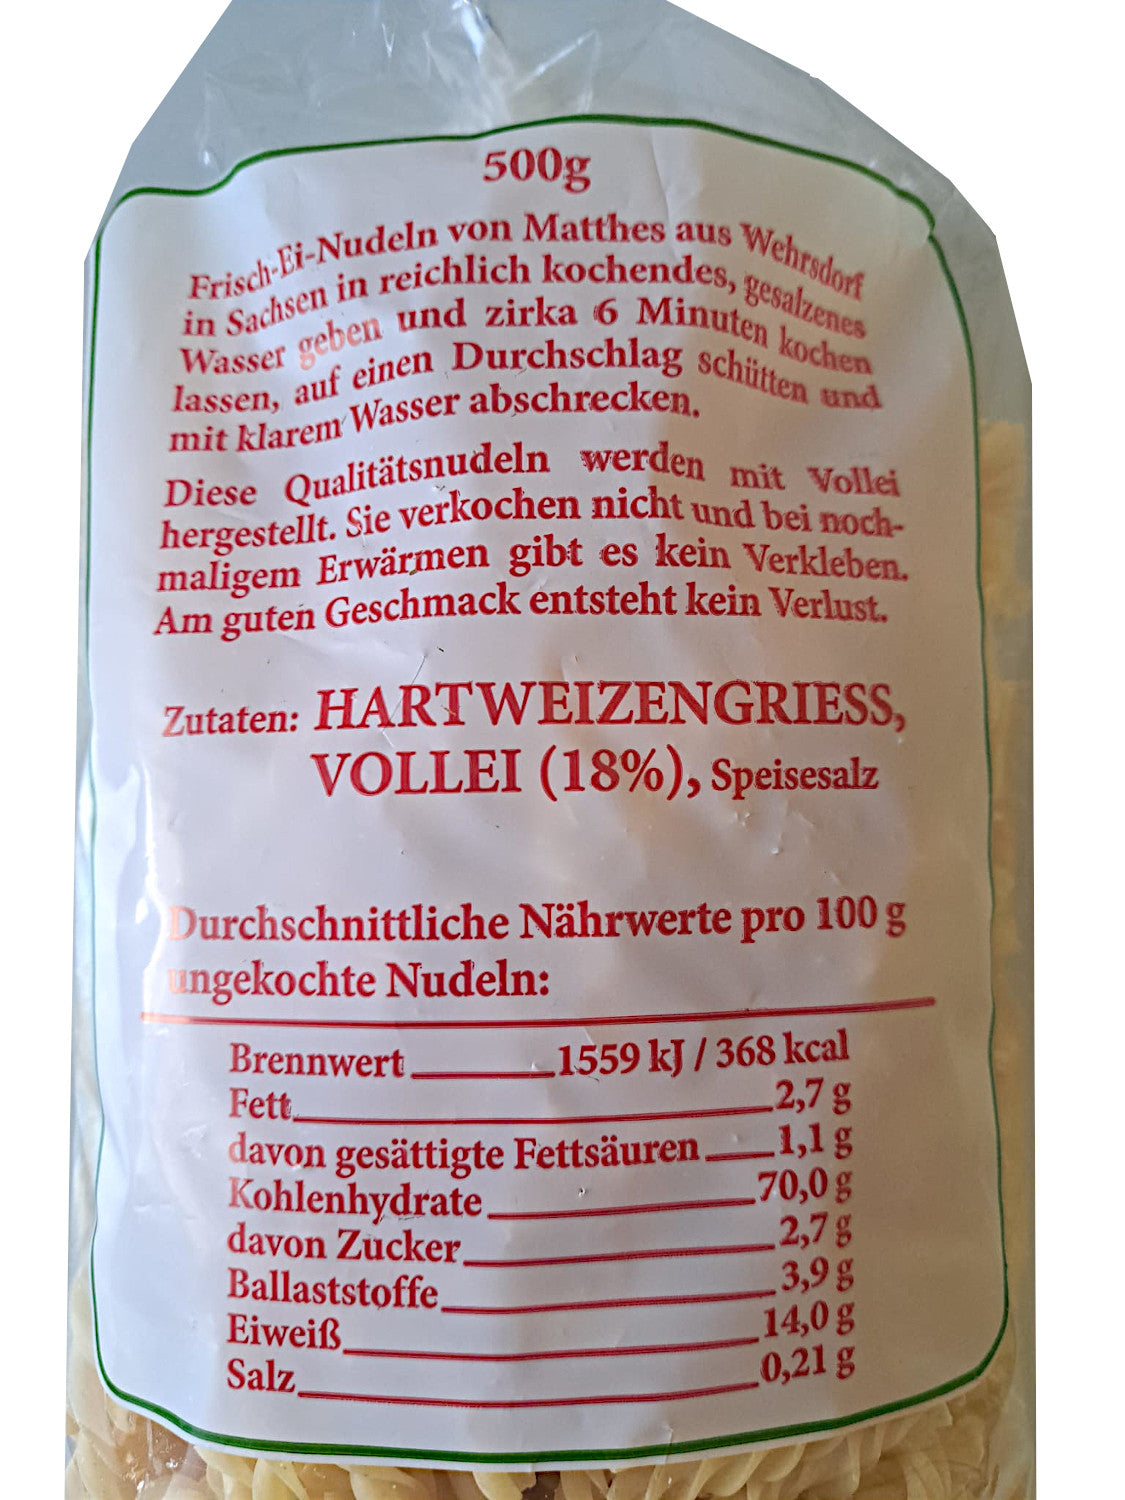 500g
Frisch-Ei-Nudeln von Matthes aus Wehrsdorf
in Sachsen in reichlich kochendes, gesalzenes
Wasser geben und zirka 6 Minuten kochen
lassen, auf einen Durchschlag schütten und
mit klarem Wasser abschrecken.
Diese Qualitätsnudeln werden mit Vollei
hergestellt. Sie verkochen nicht und bei noch-
maligem Erwärmen gibt es kein Verkleben.
Am guten Geschmack entsteht kein Verlust.
Zutaten: HARTWEIZENGRIESS,
VOLLEI (18%), Speisesalz
Durchschnittliche Nährwerte pro 100 g
ungekochte Nudeln:
Brennwert 1559 kJ / 368 kcal
Fett 2,7 g
davon gesättigte Fettsäuren 1,1 g
Kohlenhydrate 70,0 g
davon Zucker 2,7 g
Ballaststoffe 3,9 g
Eiweiß 14,0 g
Salz 0,21 g